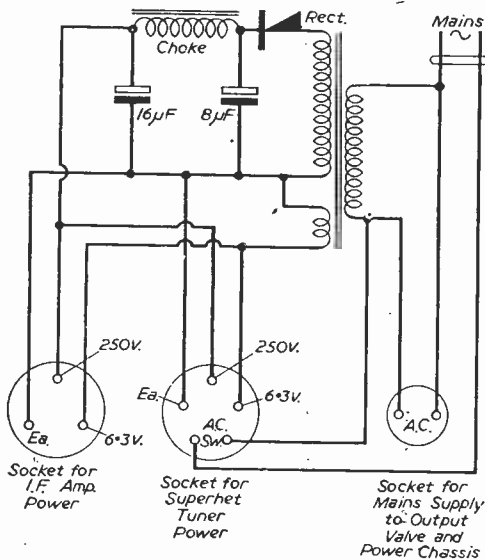 Rect.
Mains
Choke
16µF
8µF
250V.
250V.
Ea.
6·3V.
Ea.
6·3V.
A.C.
Sw.
A.C.
Socket for
I.F. Amp.
Power
Socket for
Superhet
Tuner
Power
Socket for
Mains Supply
to Output
Valve and
Power Chassis